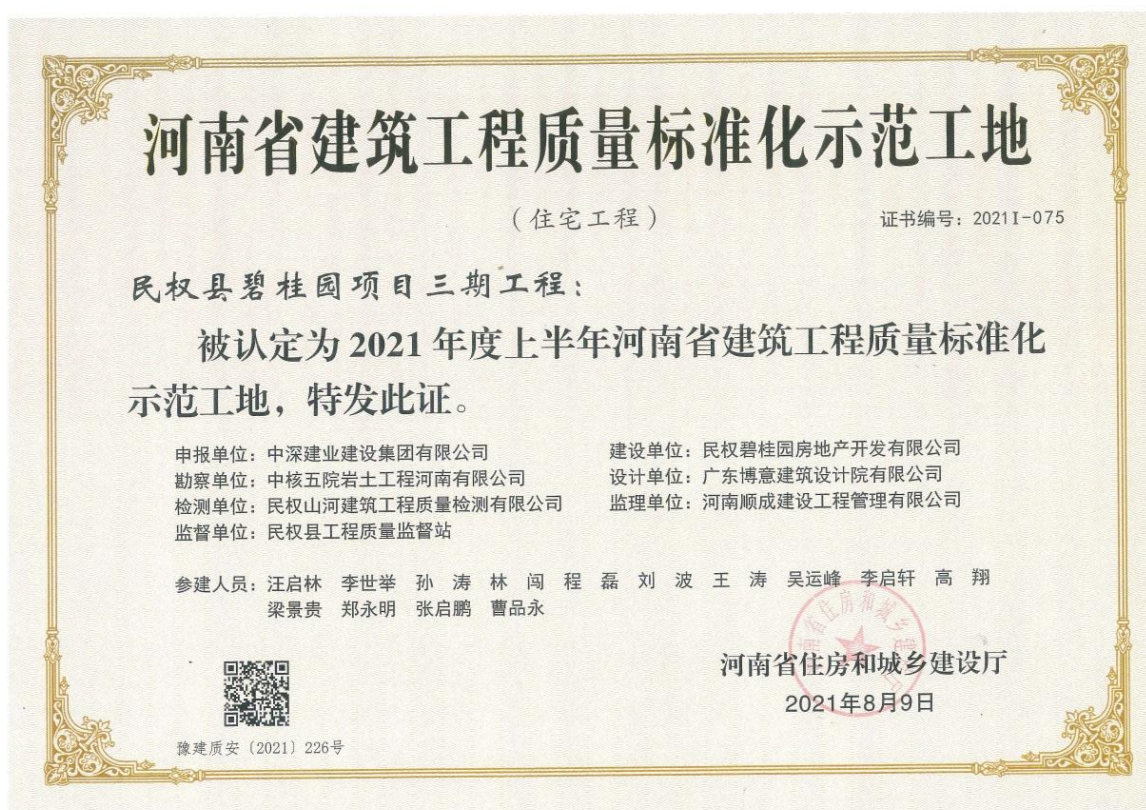 河南省建筑工程质量标准化示范工地
（住宅工程）
证书编号：2021I-075
民权县碧桂园项目三期工程：
被认定为2021年度上半年河南省建筑工程质量标准化
示范工地，特发此证。
申报单位：中深建业建设集团有限公司 建设单位：民权碧桂园房地产开发有限公司
勘察单位：中核五院岩土工程河南有限公司 设计单位：广东博意建筑设计院有限公司
检测单位：民权山河建筑工程质量检测有限公司 监理单位：河南顺成建设工程管理有限公司
监督单位：民权县工程质量监督站
参建人员：汪启林 李世举 孙 涛 林 闯 程 磊 刘 波 王 涛 吴运峰 李启轩 高 翔
梁景贵 郑永明 张启鹏 曹品永
河南省住房和城乡建设厅
2021年8月9日
豫建质安〔2021〕226号